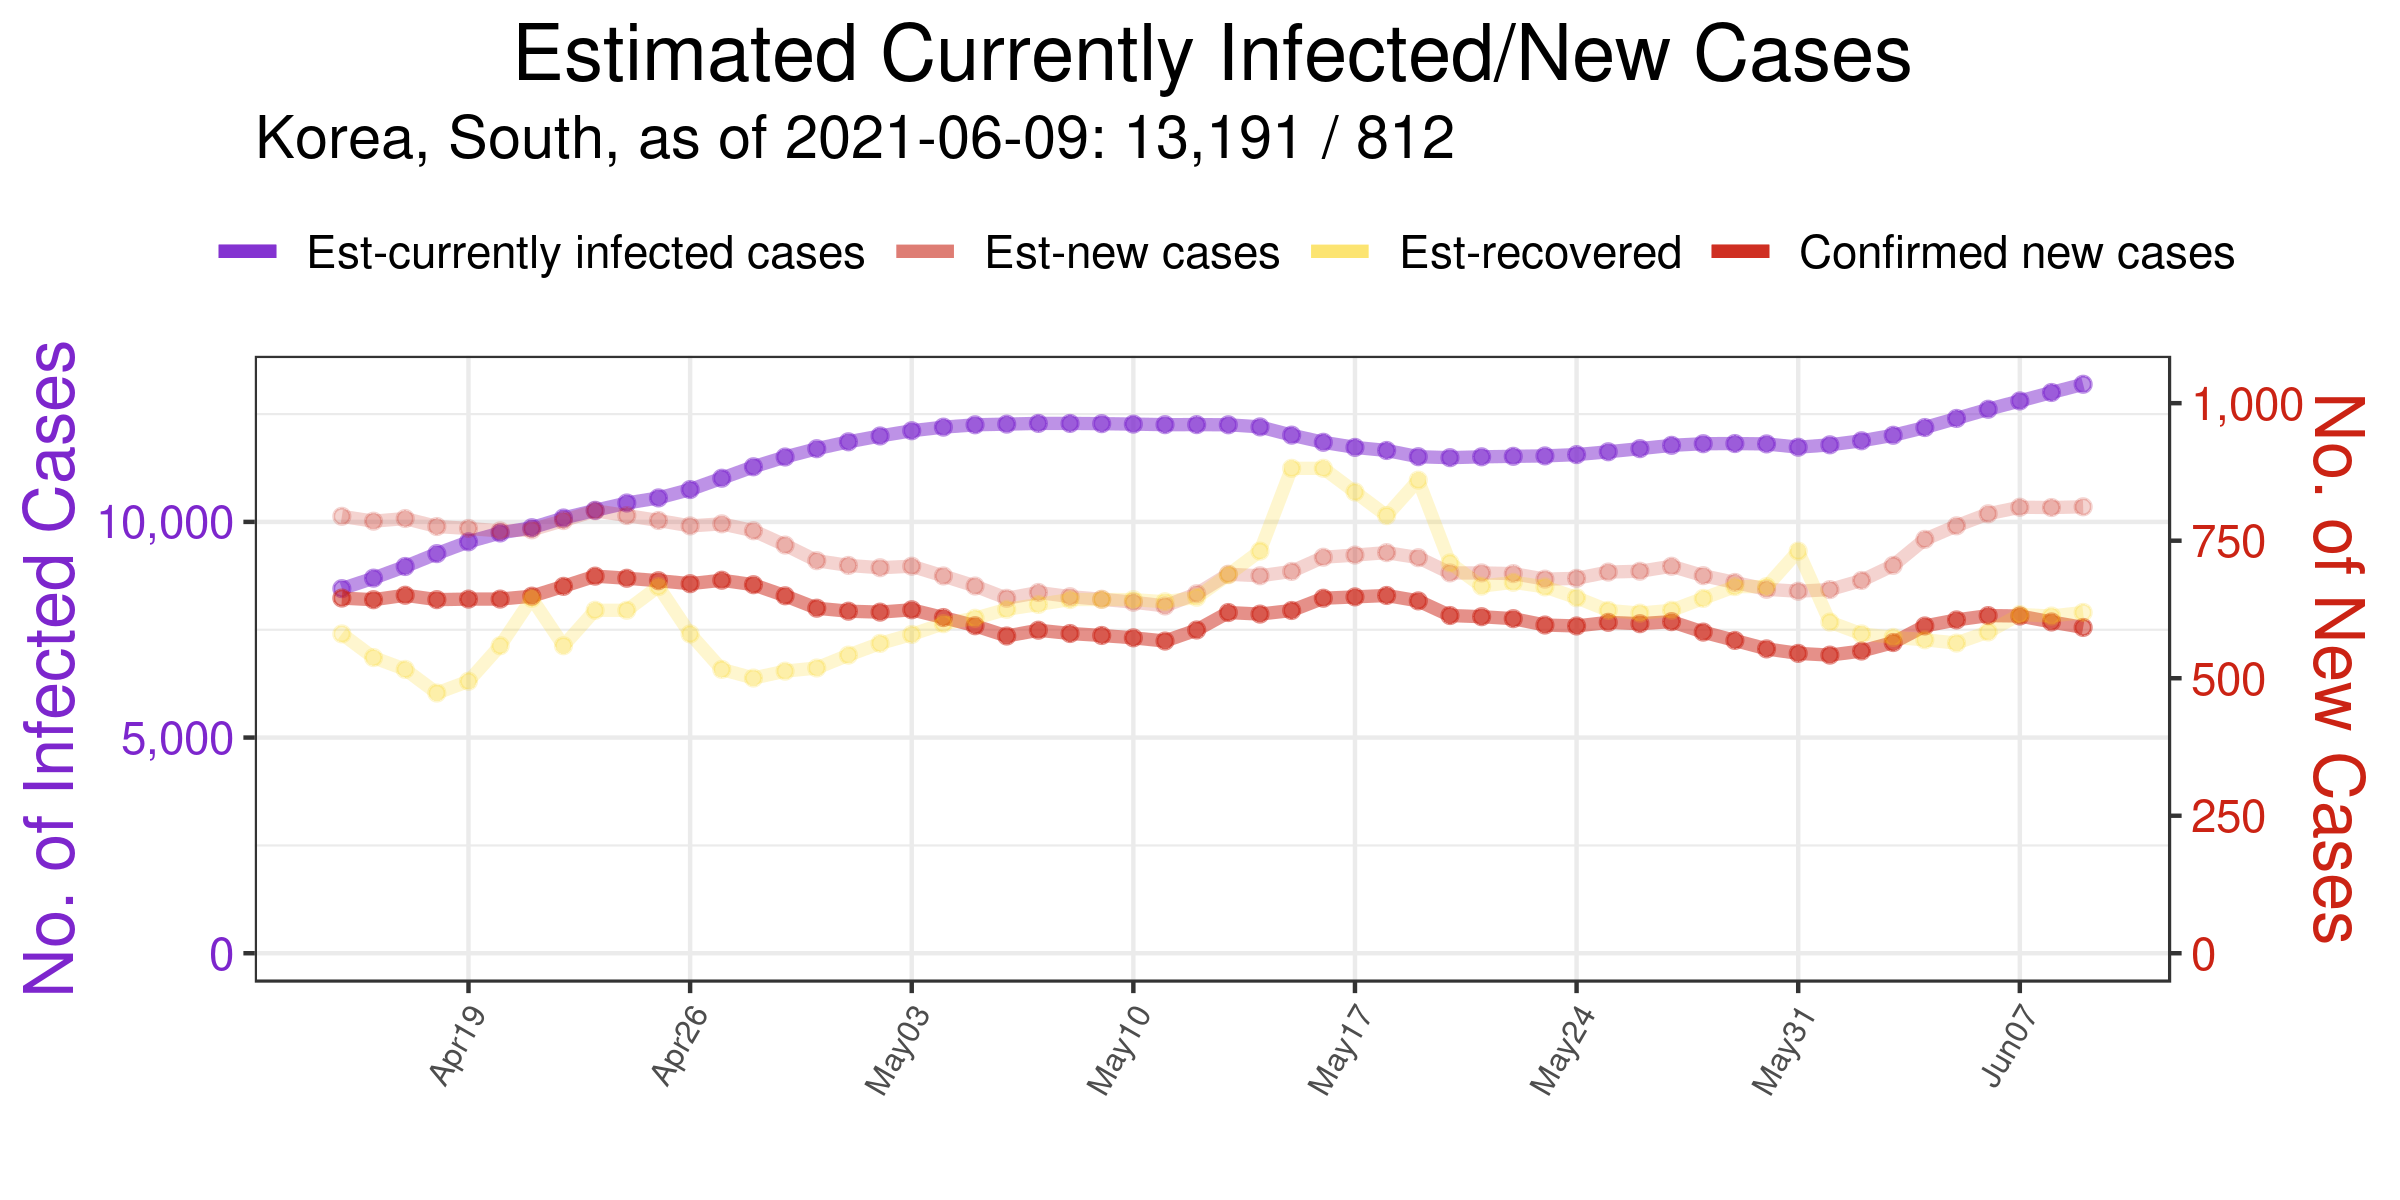 Estimated Currently Infected/New Cases
Korea, South, as of 2021-06-09: 13,191 / 812
Est-currently infected cases Est-new cases Est-recovered Confirmed new cases
No. of Infected Cases
10,000
5,000
0
1,000
750
500
250
0
No. of New Cases
Apr19 Apr26 May03 May10 May17 May24 May31 Jun07